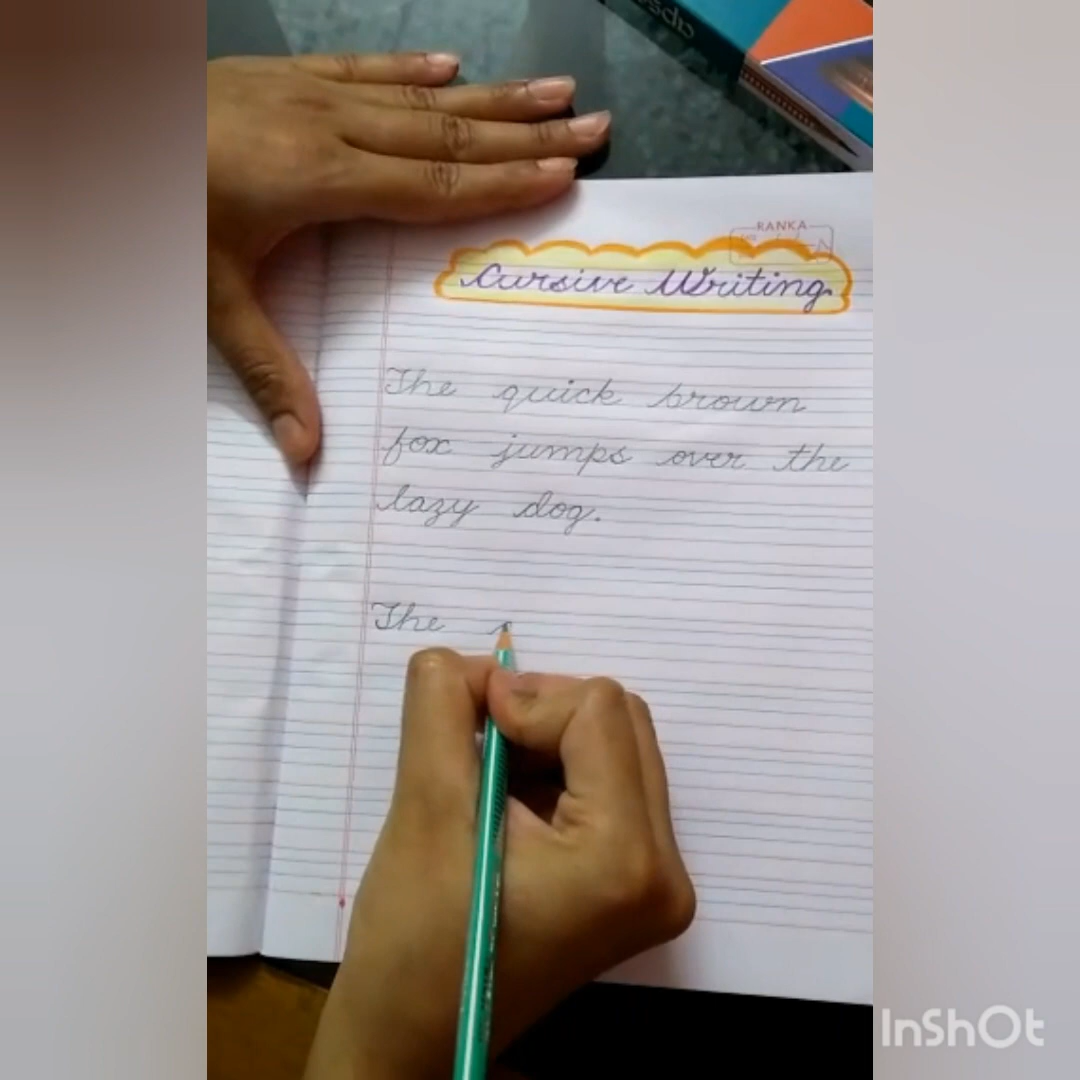 RANKA
Cursive Writing
The quick brown
fox jumps over the
lazy dog.
The
InShOt